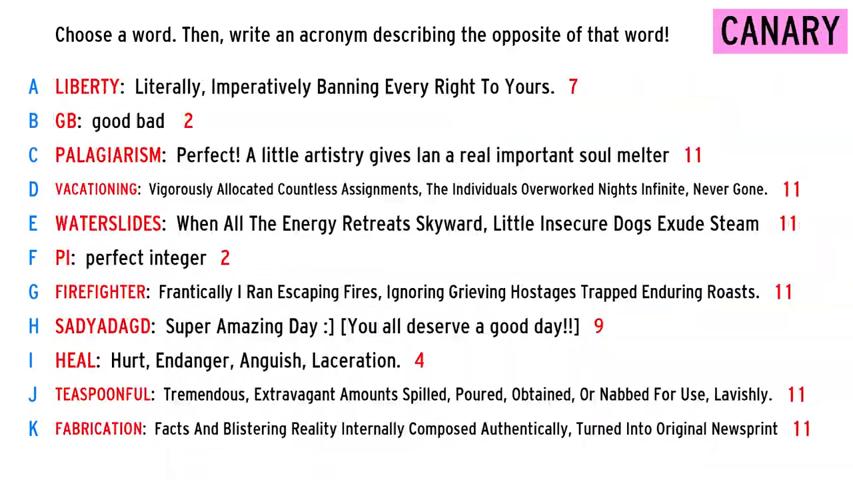 Choose a word. Then, write an acronym describing the opposite of that word!
CANARY
A LIBERTY: Literally, Imperatively Banning Every Right To Yours. 7
B GB: good bad 2
C PALAGIARISM: Perfect! A little artistry gives Ian a real important soul melter 11
D VACATIONING: Vigorously Allocated Countless Assignments, The Individuals Overworked Nights Infinite, Never Gone. 11
E WATERSLIDES: When All The Energy Retreats Skyward, Little Insecure Dogs Exude Steam 11
F PI: perfect integer 2
G FIREFIGHTER: Frantically I Ran Escaping Fires, Ignoring Grieving Hostages Trapped Enduring Roasts. 11
H SADYADAGD: Super Amazing Day :] [You all deserve a good day!!] 9
I HEAL: Hurt, Endanger, Anguish, Laceration. 4
J TEASPOONFUL: Tremendous, Extravagant Amounts Spilled, Poured, Obtained, Or Nabbed For Use, Lavishly. 11
K FABRICATION: Facts And Blistering Reality Internally Composed Authentically, Turned Into Original Newsprint 11